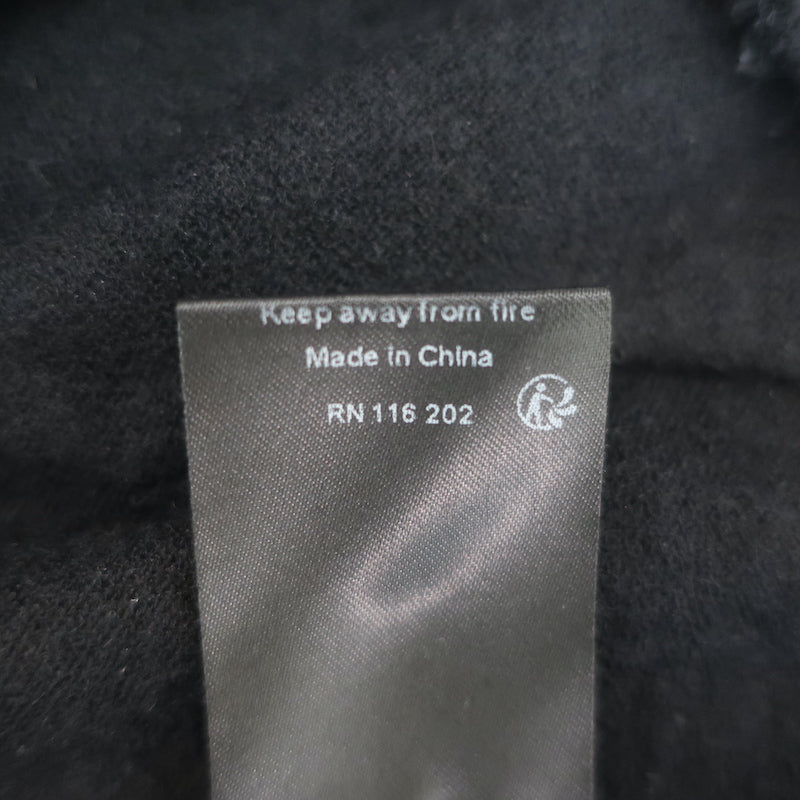 Keep away from fire
Made in China
RN 116 202